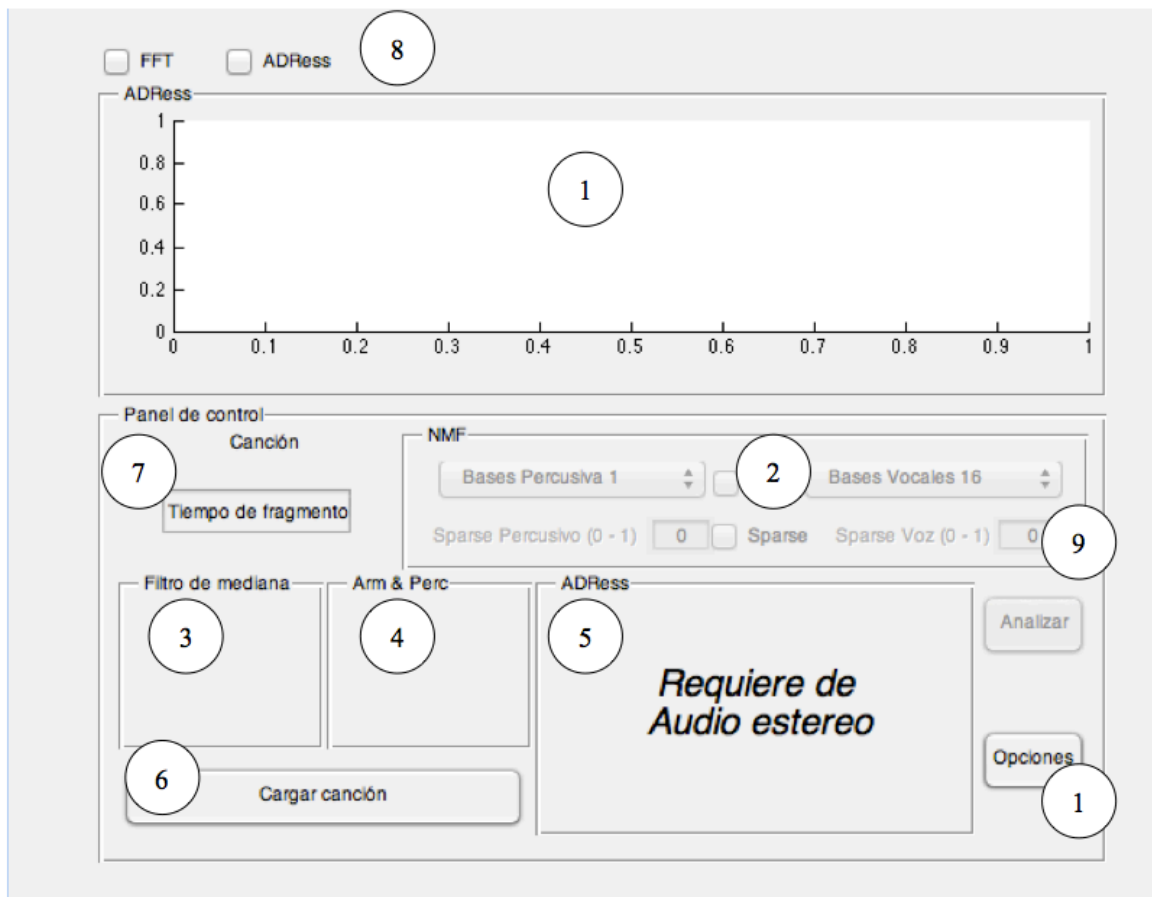 8
FFT
ADRess
ADRess
1
0.8
0.6
0.4
0.2
0
1
0 0.1 0.2 0.3 0.4 0.5 0.6 0.7 0.8 0.9 1
Panel de control
7
Canción
Tiempo de fragmento
NMF
Bases Percusiva 1
2
Bases Vocales 16
Sparse Percusivo (0 - 1) 0
Sparse
Sparse Voz (0 - 1) 0
9
Filtro de mediana
3
Arm & Perc
4
ADRess
5
Requiere de
Audio estereo
Analizar
Opciones
1
6
Cargar canción